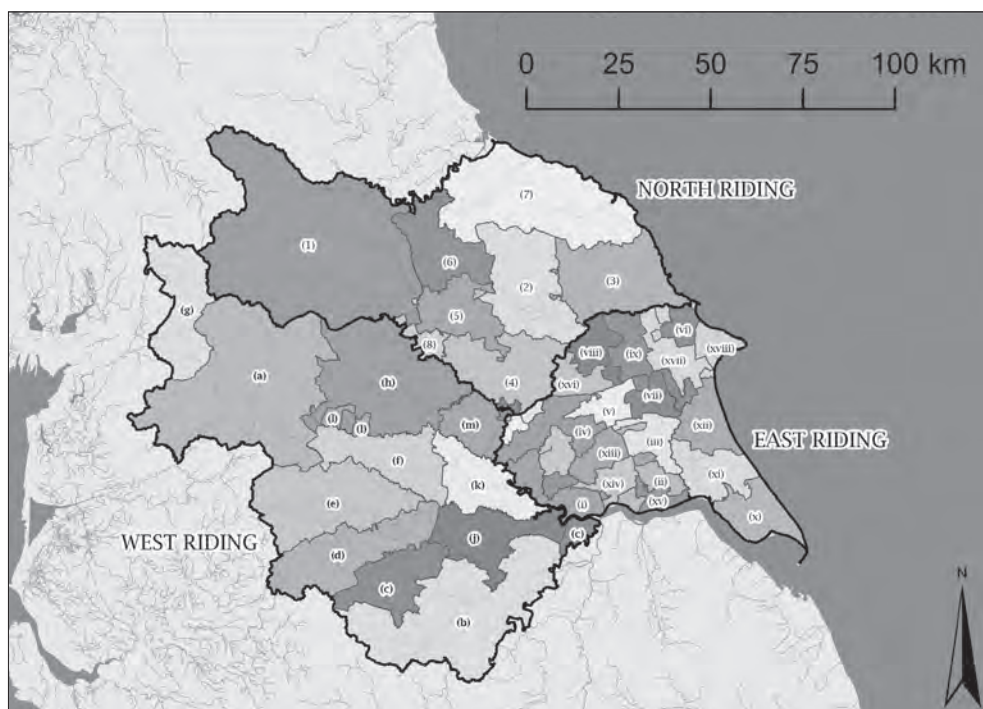 0 25 50 75 100 km
NORTH RIDING
(7)
(1)
(6)
(2)
(3)
(g)
(5)
(vi)
(8)
(viii)
(ix)
(xvii)
(xviii)
(a)
(h)
(4)
(xvi)
(vii)
(v)
(l)
(l)
(m)
(iv)
(xii)
EAST RIDING
(iii)
(xiii)
(f)
(k)
(xiv)
(ii)
(xi)
(e)
(i)
(xv)
(x)
WEST RIDING
(j)
(c)
(d)
(c)
(b)
N